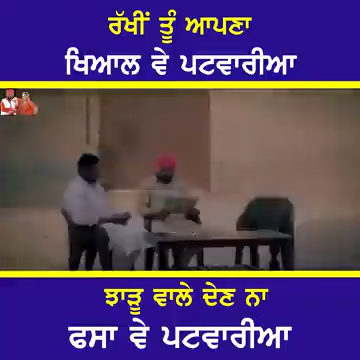 ਰੱਖੀਂ ਤੂੰ ਆਪਣਾ
ਖਿਆਲ ਵੇ ਪਟਵਾਰੀਆ
ਝਾੜੂ ਵਾਲੇ ਦੇਣ ਨਾ
ਫਸਾ ਵੇ ਪਟਵਾਰੀਆ